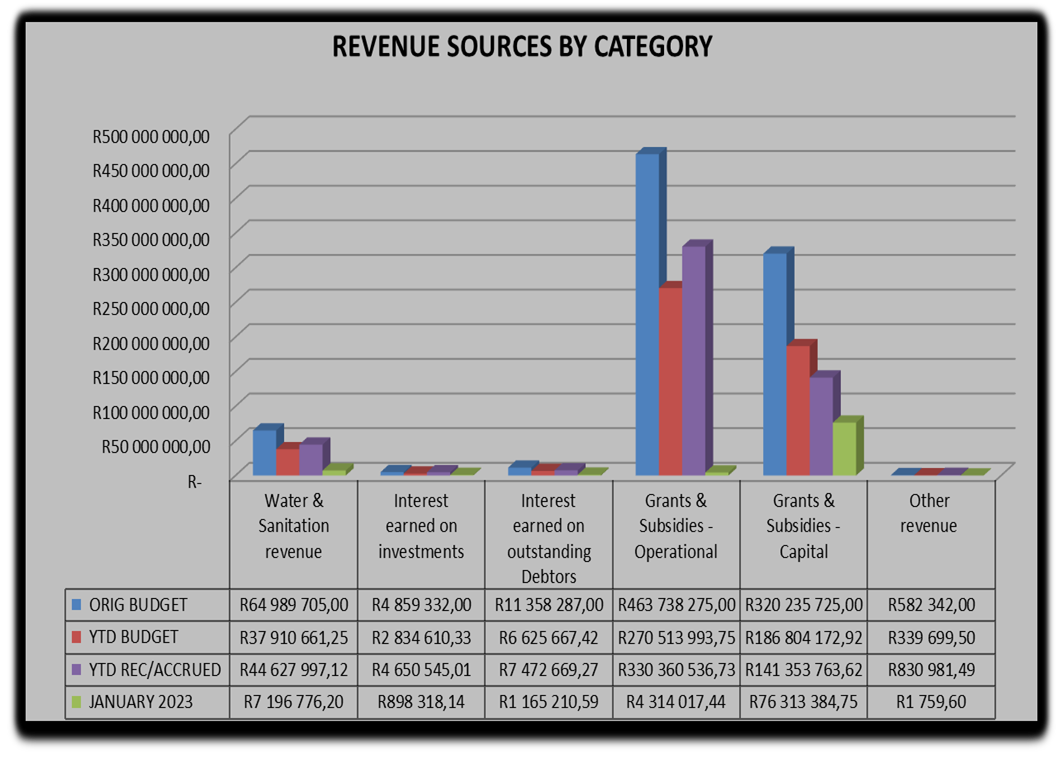 REVENUE SOURCES BY CATEGORY
R500 000 000,00
R450 000 000,00
R400 000 000,00
R350 000 000,00
R300 000 000,00
R250 000 000,00
R200 000 000,00
R150 000 000,00
R100 000 000,00
R50 000 000,00
R-
Water &
Sanitation
revenue
Interest
earned on
investments
Interest
earned on
outstanding
Debtors
Grants &
Subsidies -
Operational
Grants &
Subsidies -
Capital
Other
revenue
ORIG BUDGET R64 989 705,00 R4 859 332,00 R11 358 287,00 R463 738 275,00 R320 235 725,00 R582 342,00
YTD BUDGET R37 910 661,25 R2 834 610,33 R6 625 667,42 R270 513 993,75 R186 804 172,92 R339 699,50
YTD REC/ACCRUED R44 627 997,12 R4 650 545,01 R7 472 669,27 R330 360 536,73 R141 353 763,62 R830 981,49
JANUARY 2023 R7 196 776,20 R898 318,14 R1 165 210,59 R4 314 017,44 R76 313 384,75 R1 759,60